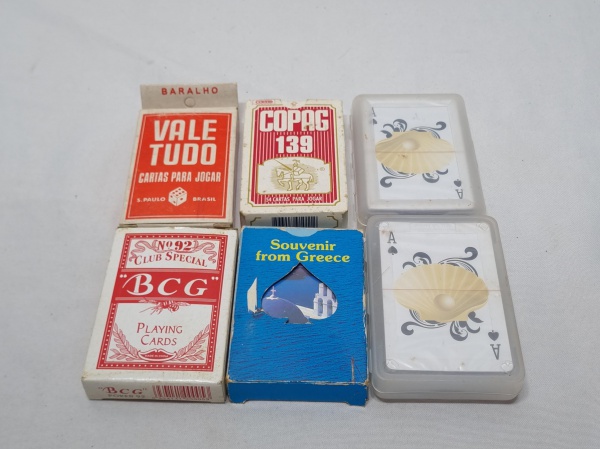 BARALHO
VALE
TUDO
CARTAS PARA JOGAR
S. PAULO
BRASIL
COPAG
139
54 CARTAS PARA JOGAR
A
A
No 92
CLUB SPECIAL
"BCG"
PLAYING
CARDS
"BCG"
Souvenir
from Greece
A
A